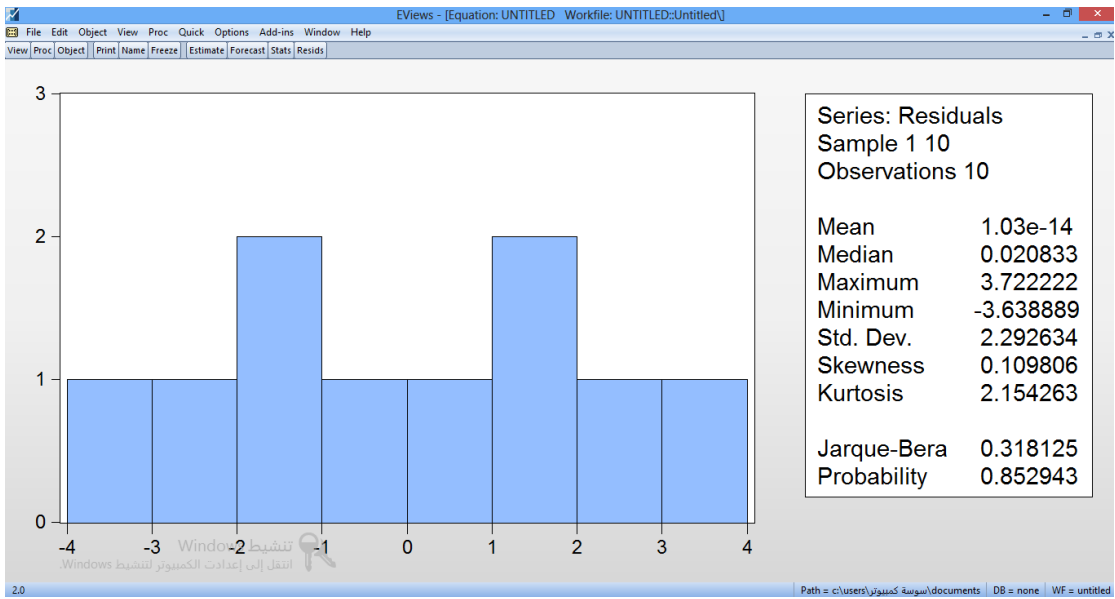 EViews - [Equation: UNTITLED Workfile: UNTITLED::Untitled\]
File Edit Object View Proc Quick Options Add-ins Window Help
View Proc Object Print Name Freeze Estimate Forecast Stats Resids
3
2
1
0
-4 -3 -2 -1 0 1 2 3 4
Series: Residuals
Sample 1 10
Observations 10
Mean 1.03e-14
Median 0.020833
Maximum 3.722222
Minimum -3.638889
Std. Dev. 2.292634
Skewness 0.109806
Kurtosis 2.154263
Jarque-Bera 0.318125
Probability 0.852943
تنشيط Windows
انتقل إلى إعدادات الكمبيوتر لتنشيط Windows.
2.0
Path = c:\users\سوسة كمبيوتر\documents DB = none WF = untitled